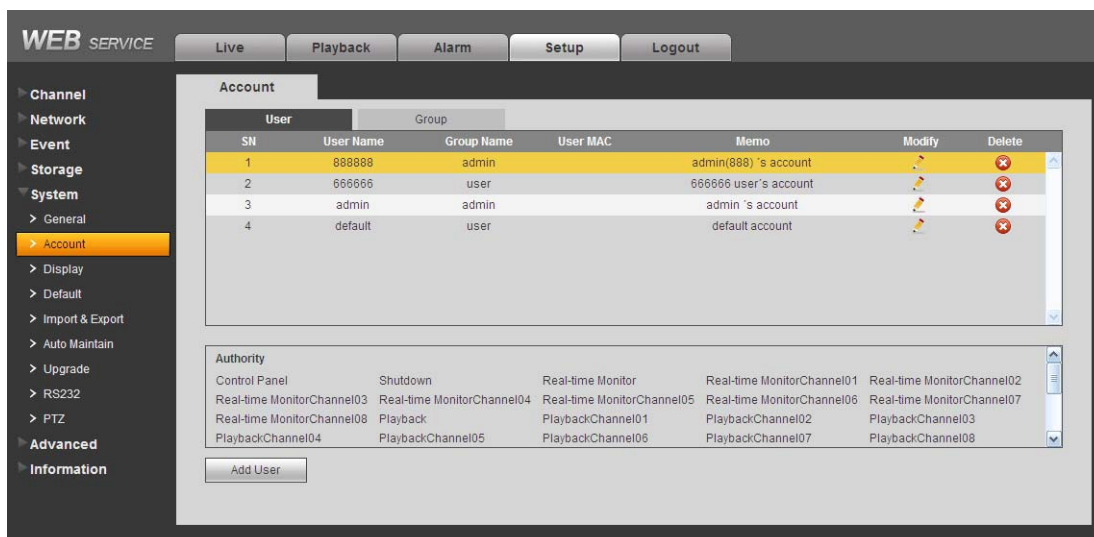 WEB SERVICE
Live Playback Alarm Setup Logout
Channel
Network
Event
Storage
System
General
Account
Display
Default
Import & Export
Auto Maintain
Upgrade
RS232
PTZ
Advanced
Information
Account
User Group
SN User Name Group Name User MAC Memo Modify Delete
1 888888 admin admin(888) 's account
2 666666 user 666666 user's account
3 admin admin admin 's account
4 default user default account
Authority
Control Panel Shutdown Real-time Monitor Real-time MonitorChannel01 Real-time MonitorChannel02
Real-time MonitorChannel03 Real-time MonitorChannel04 Real-time MonitorChannel05 Real-time MonitorChannel06 Real-time MonitorChannel07
Real-time MonitorChannel08 Playback PlaybackChannel01 PlaybackChannel02 PlaybackChannel03
PlaybackChannel04 PlaybackChannel05 PlaybackChannel06 PlaybackChannel07 PlaybackChannel08
Add User